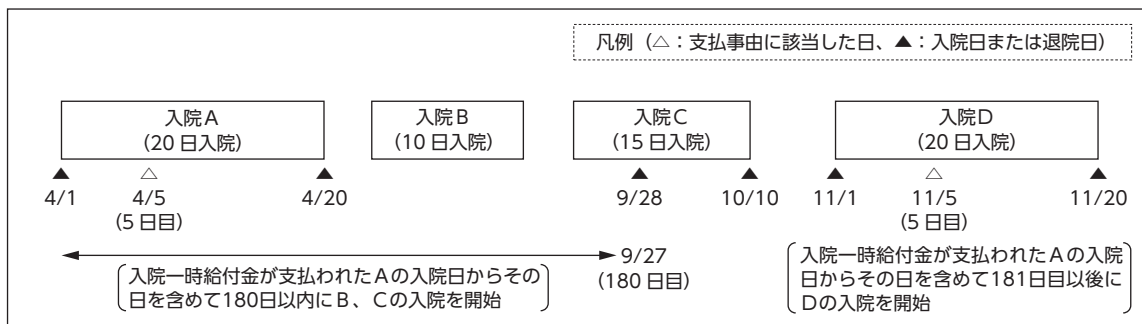 凡例（△：支払事由に該当した日、▲：入院日または退院日）
入院A
（20日入院）
入院B
（10日入院）
入院C
（15日入院）
入院D
（20日入院）
▲
4/1
△
4/5
（5日目）
▲
4/20
▲
9/28
▲
10/10
▲
11/1
△
11/5
（5日目）
▲
11/20
9/27
（180日目）
入院一時給付金が支払われたAの入院日からその
日を含めて180日以内にB、Cの入院を開始
入院一時給付金が支払われたAの入院
日からその日を含めて181日目以後に
Dの入院を開始